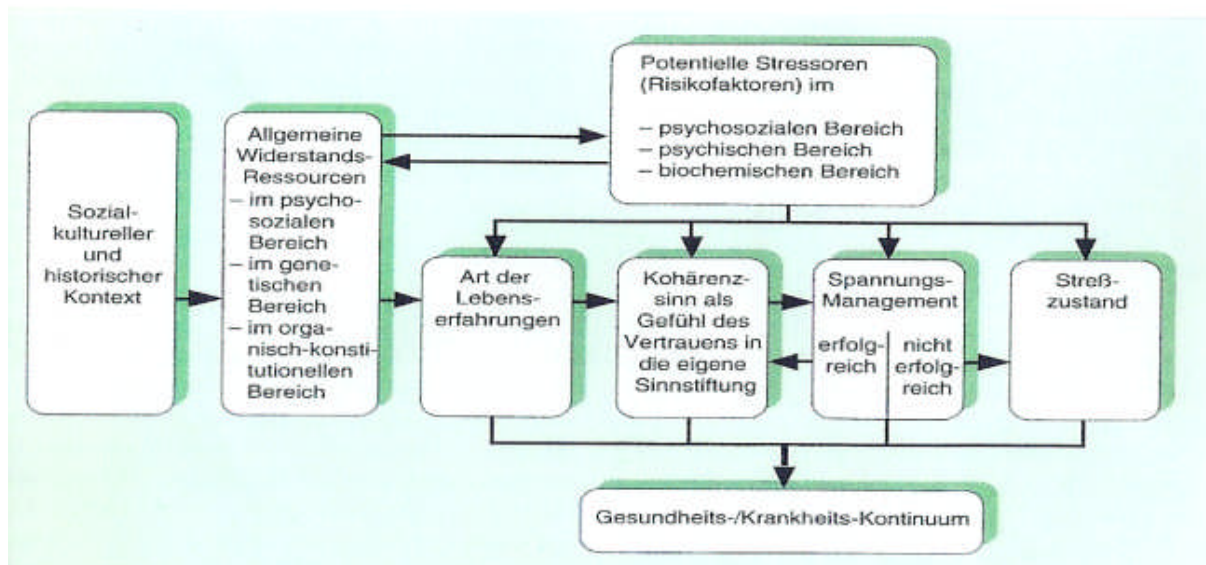 Potentielle Stressoren
(Risikofaktoren) im
– psychosozialen Bereich
– psychischen Bereich
– biochemischen Bereich
Sozial-
kultureller
und
historischer
Kontext
Allgemeine
Widerstands-
Ressourcen
– im psycho-
sozialen
Bereich
– im gene-
tischen
Bereich
– im orga-
nisch-konsti-
tutionellen
Bereich
Art der
Lebens-
erfahrungen
Kohärenz-
sinn als
Gefühl des
Vertrauens in
die eigene
Sinnstiftung
Spannungs-
Management
erfolg-
reich
nicht
erfolg-
reich
Streß-
zustand
Gesundheits-/Krankheits-Kontinuum